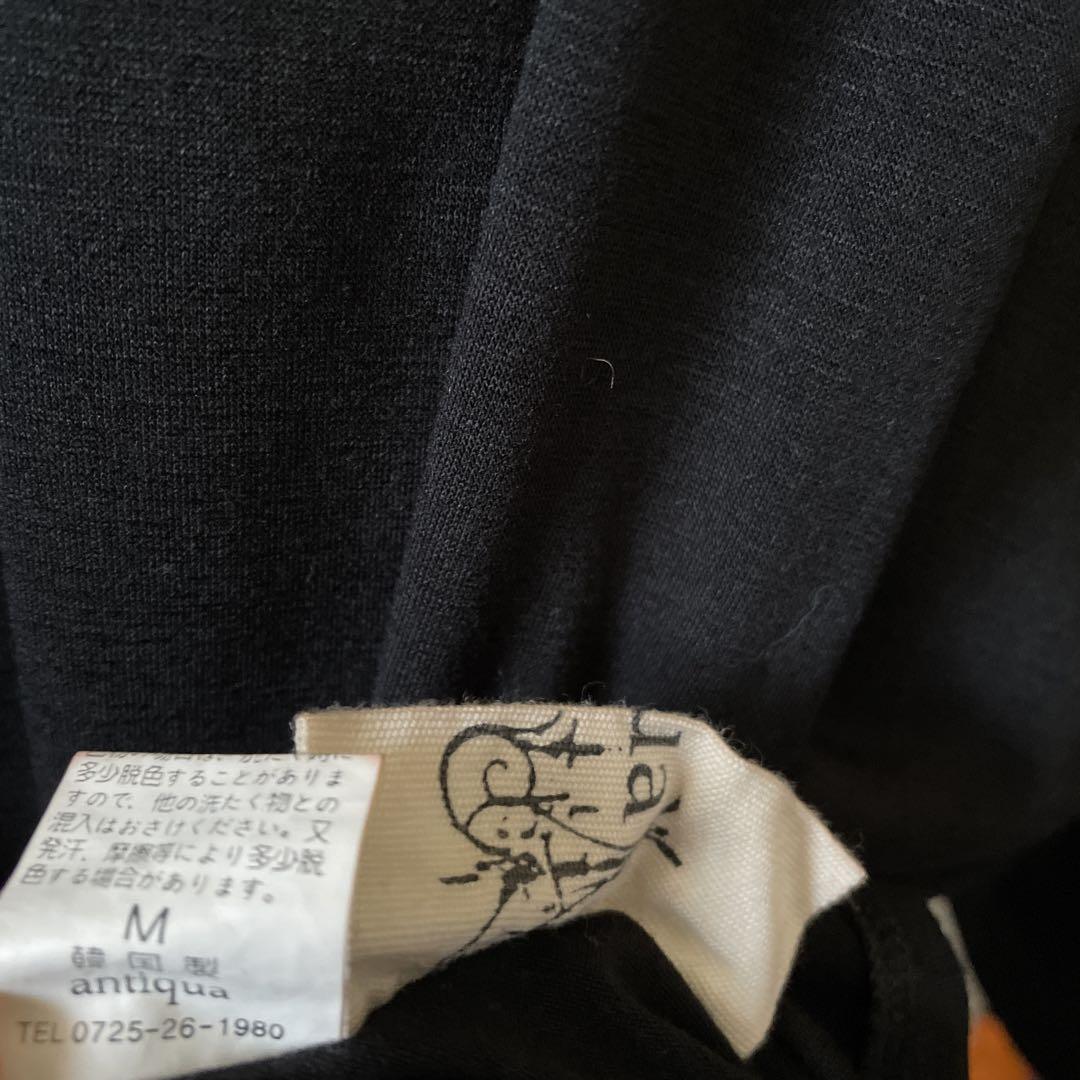 多少脱色することがありま
すので、他の洗たく物との
混入はおさけください。又
発汗、摩擦等により多少脱
色する場合があります。
M
韓国製
antiqua
TEL 0725-26-1980